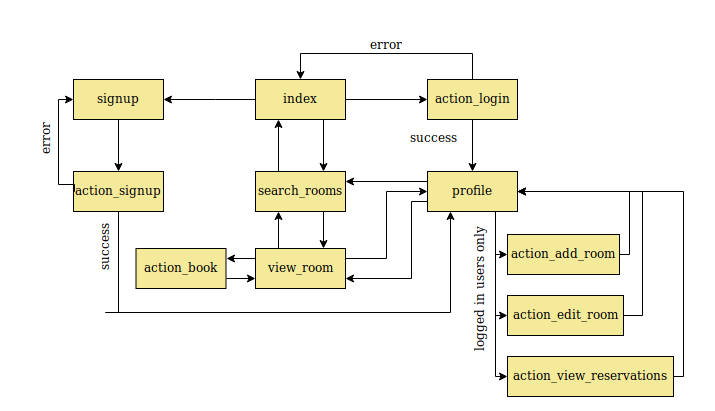 error
signup
index
action_login
error
success
action_signup
search_rooms
profile
success
action_book
view_room
logged in users only
action_add_room
action_edit_room
action_view_reservations